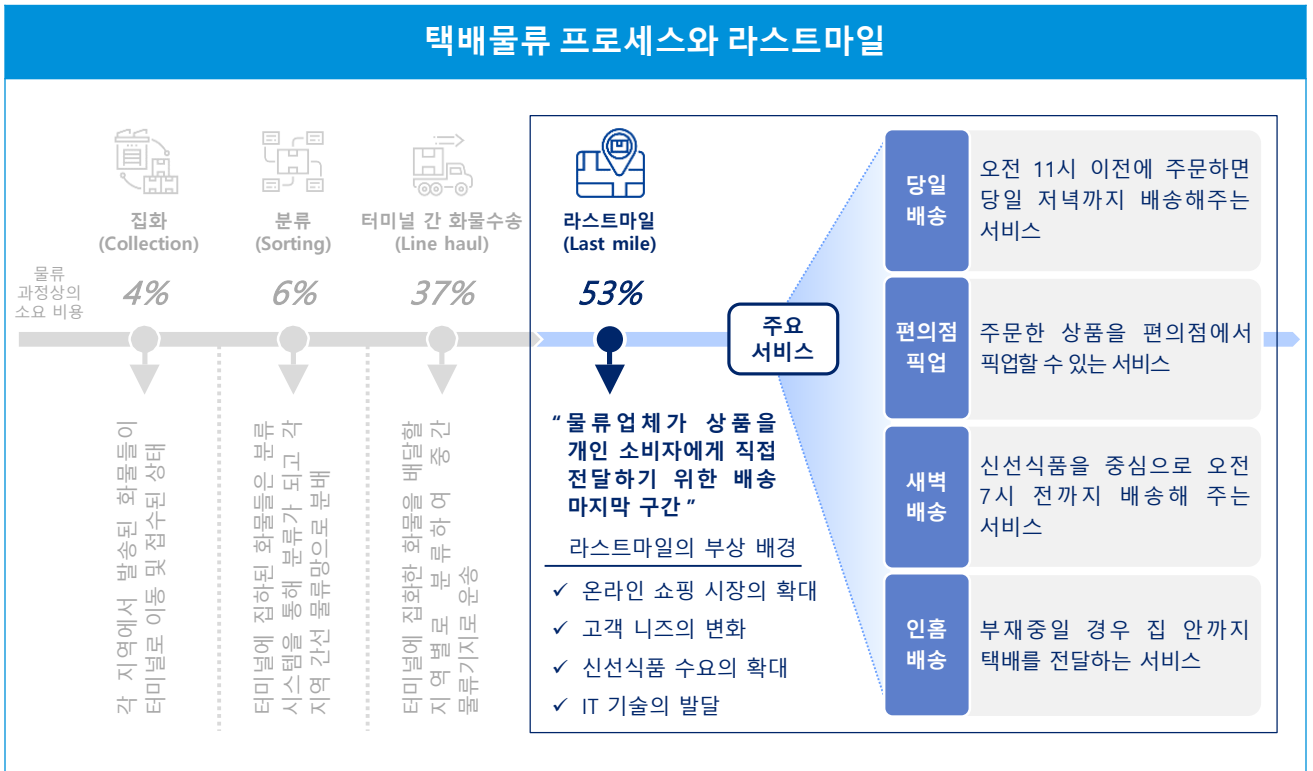 택배물류 프로세스와 라스트마일
물류
과정상의
소요 비용
집화
(Collection)
4%
각 지역에서 발송된 화물들이
터미널로 이동 및 접수된 상태
분류
(Sorting)
6%
터미널에 집하된 화물들은 분류
시스템을 통해 분류가 되고 각
지역 간선 물류망으로 분배
터미널 간 화물수송
(Line haul)
37%
터미널에 집화한 화물을 배달할
지역별로 분류하여 중간
물류기지로 운송
라스트마일
(Last mile)
53%
“물류업체가 상품을
개인 소비자에게 직접
전달하기 위한 배송
마지막 구간”
라스트마일의 부상 배경
✓ 온라인 쇼핑 시장의 확대
✓ 고객 니즈의 변화
✓ 신선식품 수요의 확대
✓ IT 기술의 발달
주요
서비스
당일
배송
오전 11시 이전에 주문하면
당일 저녁까지 배송해주는
서비스
편의점
픽업
주문한 상품을 편의점에서
픽업할 수 있는 서비스
새벽
배송
신선식품을 중심으로 오전
7시 전까지 배송해 주는
서비스
인홈
배송
부재중일 경우 집 안까지
택배를 전달하는 서비스